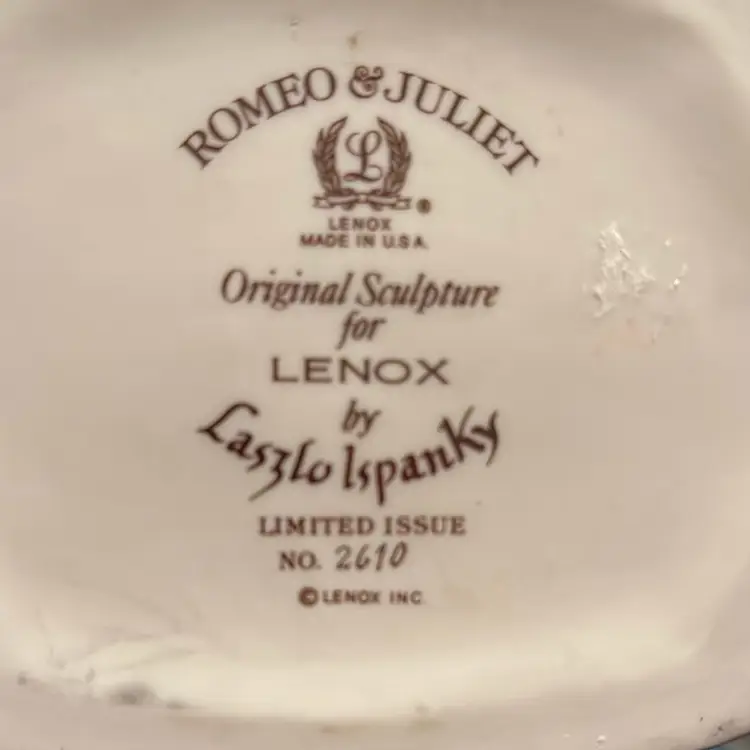 ROMEO & JULIET
L
®
LENOX
MADE IN U.S.A.
Original Sculpture
for
LENOX
by
Laszlo Ispanky
LIMITED ISSUE
NO. 2610
© LENOX INC.